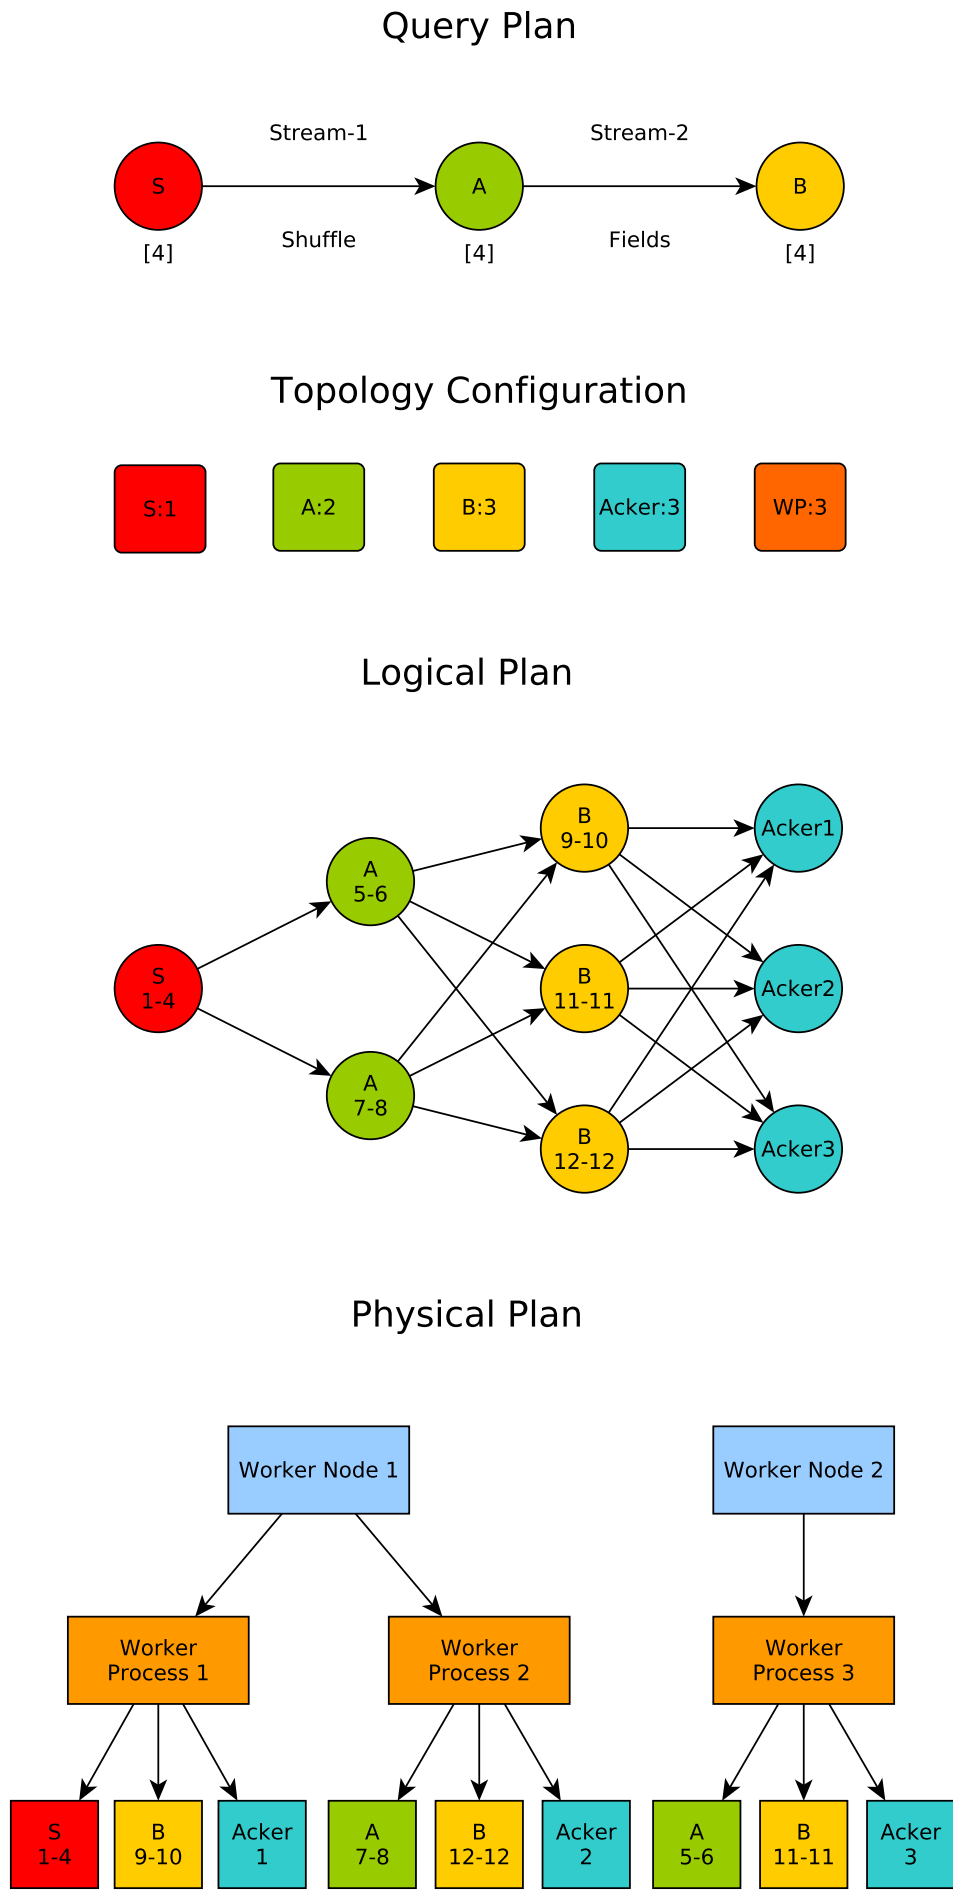 Query Plan
Stream-1
Stream-2
S
A
B
Shuffle
Fields
[4]
[4]
[4]
Topology Configuration
S:1
A:2
B:3
Acker:3
WP:3
Logical Plan
B
9-10
Acker1
A
5-6
S
1-4
B
11-11
Acker2
A
7-8
B
12-12
Acker3
Physical Plan
Worker Node 1
Worker Node 2
Worker
Process 1
Worker
Process 2
Worker
Process 3
S
1-4
B
9-10
Acker
1
A
7-8
B
12-12
Acker
2
A
5-6
B
11-11
Acker
3